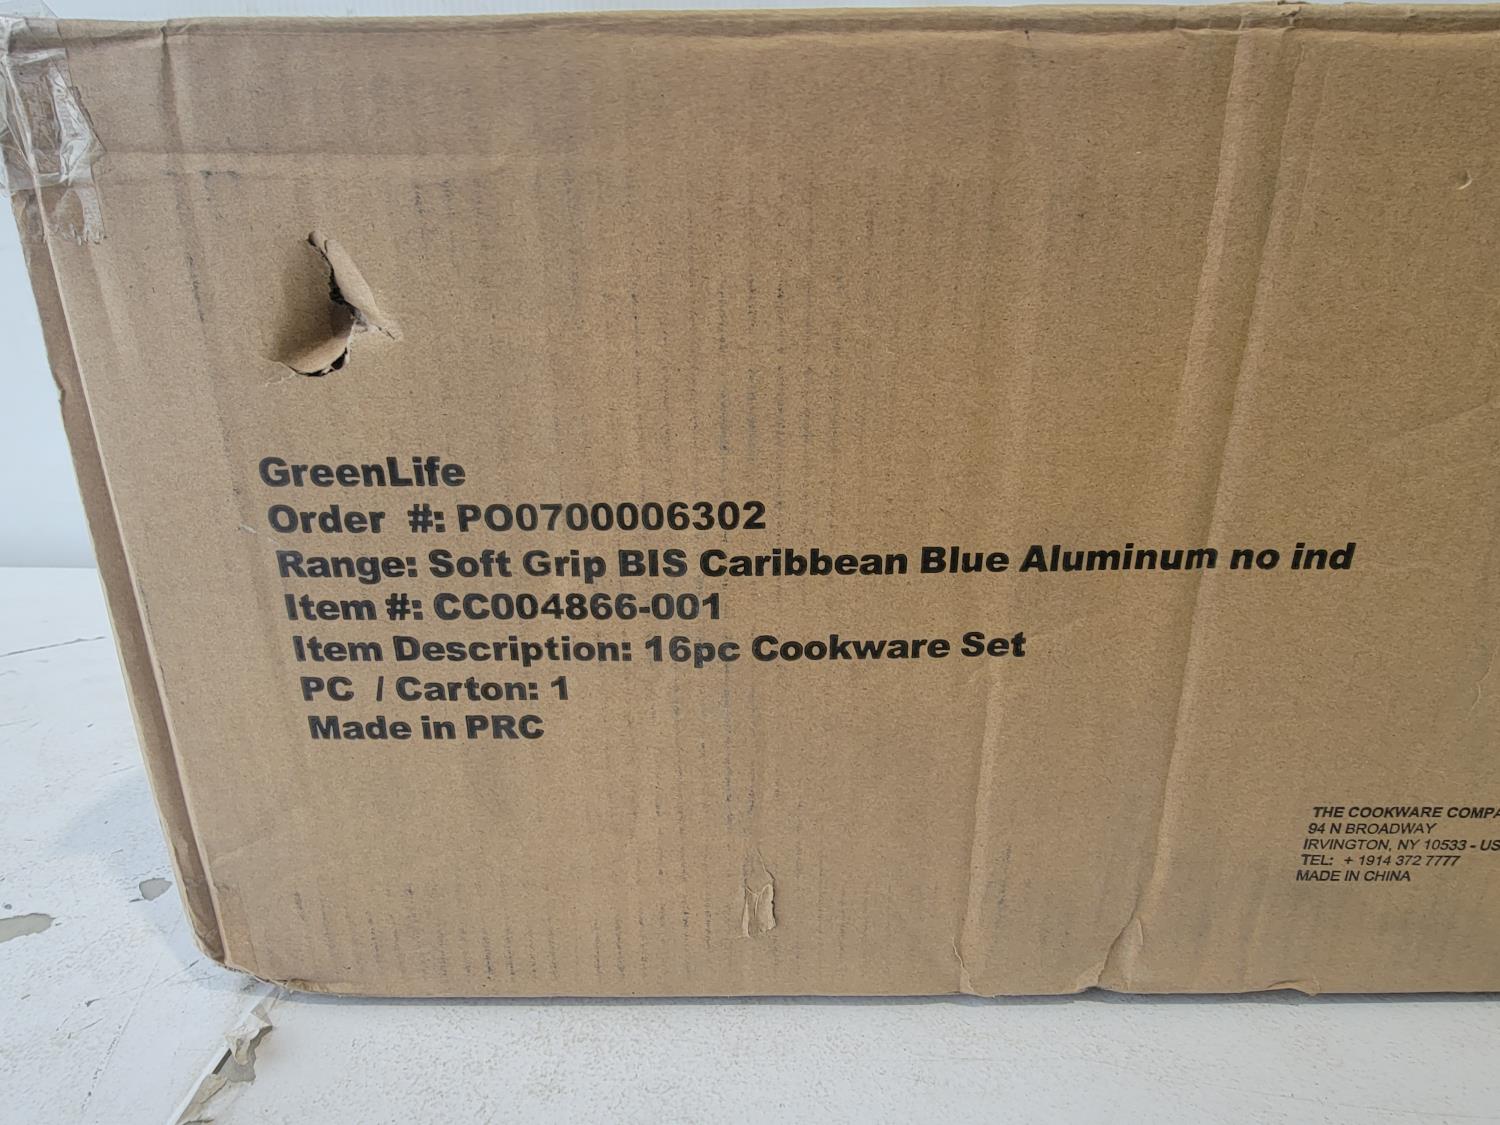 GreenLife
Order #: PO0700006302
Range: Soft Grip BIS Caribbean Blue Aluminum no ind
Item #: CC004866-001
Item Description: 16pc Cookware Set
PC / Carton: 1
Made in PRC
THE COOKWARE
94 N BROADWAY
IRVINGTON, NY 10533 - US
TEL: + 1914 372 7777
MADE IN CHINA